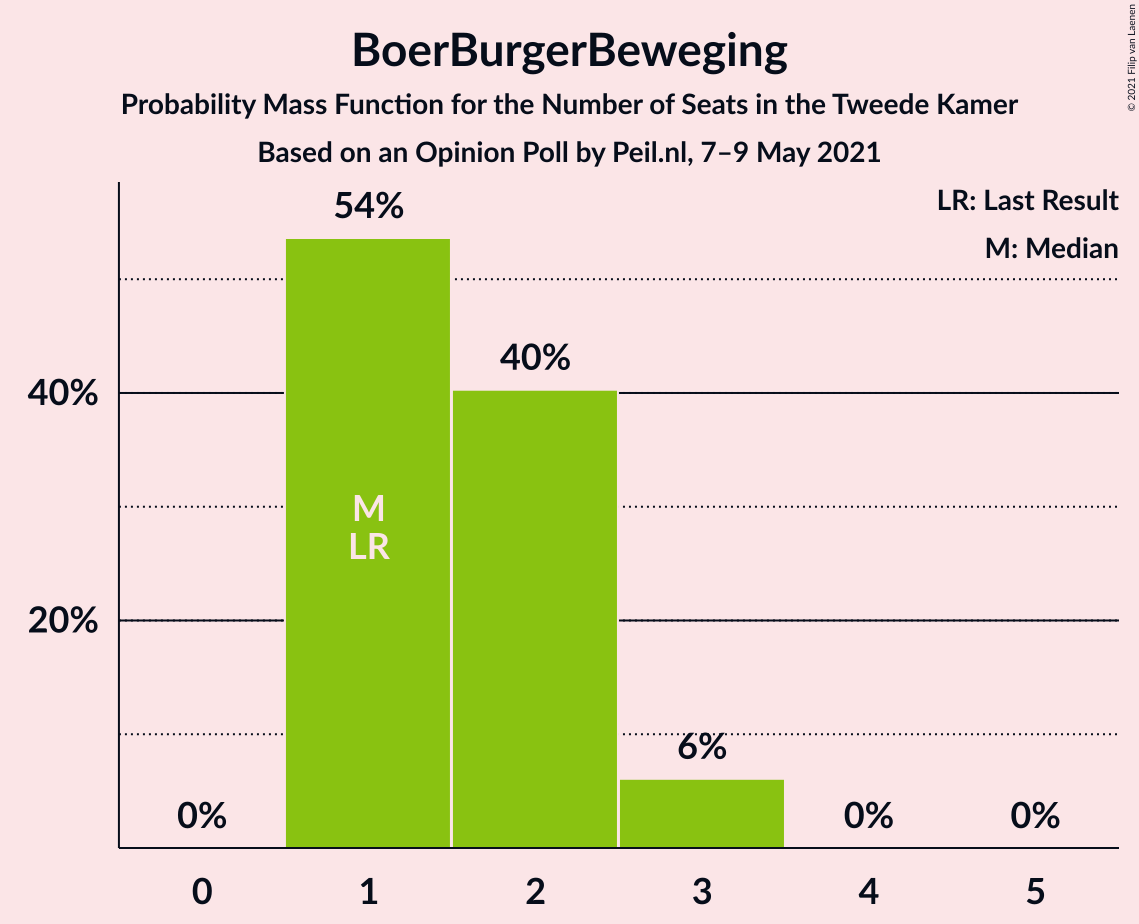 BoerBurgerBeweging
Probability Mass Function for the Number of Seats in the Tweede Kamer
Based on an Opinion Poll by Peil.nl, 7–9 May 2021
© 2021 Filip van Laenen
LR: Last Result
M: Median
54%
40%
40%
M
LR
20%
6%
0%
0%
0%
0
1
2
3
4
5